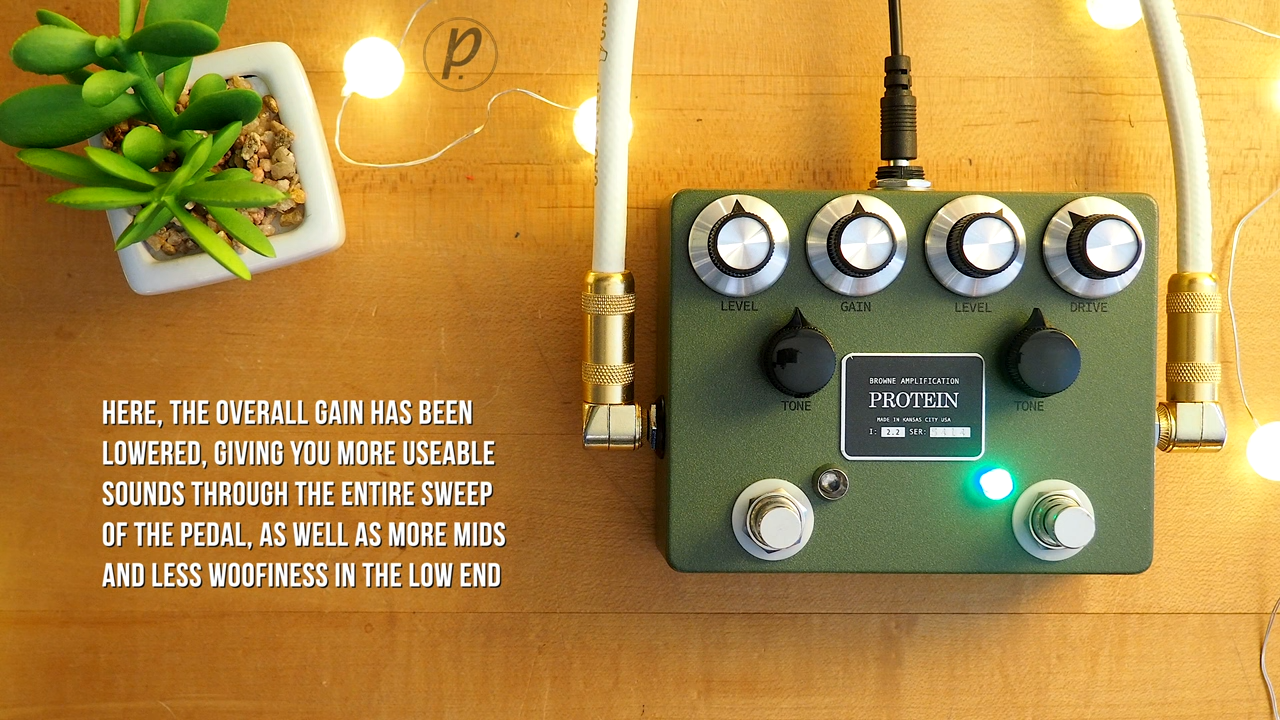 P.
LEVEL
GAIN
LEVEL
DRIVE
TONE
TONE
BROWNE AMPLIFICATION
PROTEIN
MADE IN KANSAS CITY USA
I: 2.2 SER:
HERE, THE OVERALL GAIN HAS BEEN
LOWERED, GIVING YOU MORE USEABLE
SOUNDS THROUGH THE ENTIRE SWEEP
OF THE PEDAL, AS WELL AS MORE MIDS
AND LESS WOOFINESS IN THE LOW END